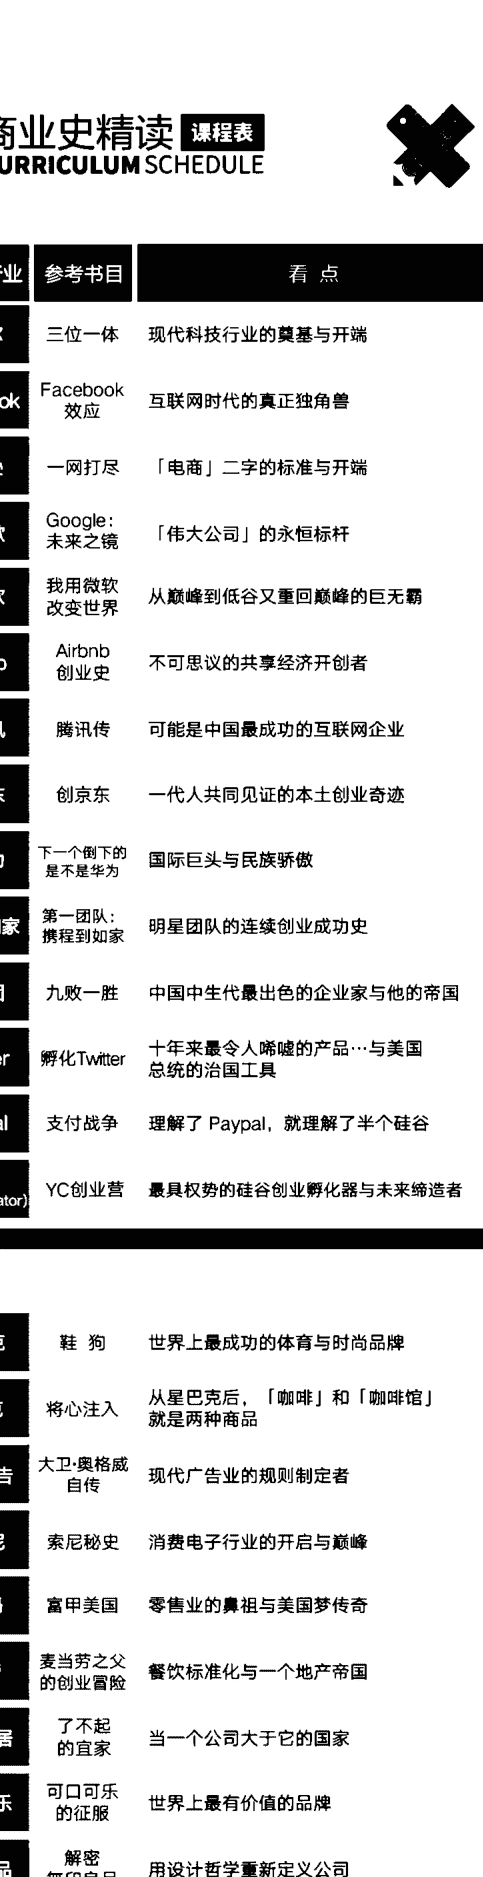 商业史精读 课程表
URRICULUM SCHEDULE
业 参考书目 看点
三位一体 现代科技行业的奠基与开端
ok Facebook
效应 互联网时代的真正独角兽
一网打尽 「电商」二字的标准与开端
Google：
未来之镜 「伟大公司」的永恒标杆
我用微软
改变世界 从巅峰到低谷又重回巅峰的巨无霸
Airbnb
创业史 不可思议的共享经济开创者
腾讯传 可能是中国最成功的互联网企业
创京东 一代人共同见证的本土创业奇迹
下一个倒下的
是不是华为 国际巨头与民族骄傲
家 第一团队：
携程到如家 明星团队的连续创业成功史
九败一胜 中国中生代最出色的企业家与他的帝国
er 孵化Twitter 十年来最令人唏嘘的产品…与美国
总统的治国工具
al 支付战争 理解了 Paypal，就理解了半个硅谷
ator) YC创业营 最具权势的硅谷创业孵化器与未来缔造者
鞋狗 世界上最成功的体育与时尚品牌
将心注入 从星巴克后，「咖啡」和「咖啡馆」
就是两种商品
告 大卫·奥格威
自传 现代广告业的规则制定者
索尼秘史 消费电子行业的开启与巅峰
富甲美国 零售业的鼻祖与美国梦传奇
麦当劳之父
的创业冒险 餐饮标准化与一个地产帝国
居 了不起
的宜家 当一个公司大于它的国家
乐 可口可乐
的征服 世界上最有价值的品牌
品 解密 用设计哲学重新定义公司